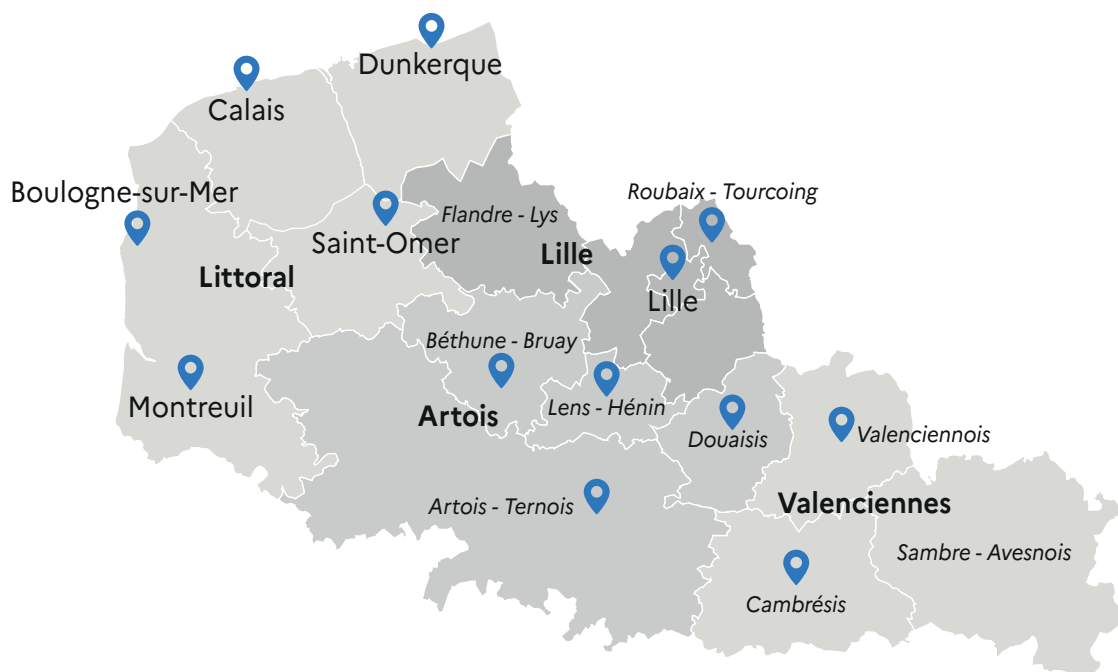 Dunkerque
Calais
Boulogne-sur-Mer
Roubaix - Tourcoing
Flandre - Lys
Saint-Omer
Lille
Littoral
Lille
Béthune - Bruay
Montreuil
Lens - Hénin
Artois
Douaisis
Valenciennois
Artois - Ternois
Valenciennes
Sambre - Avesnois
Cambrésis